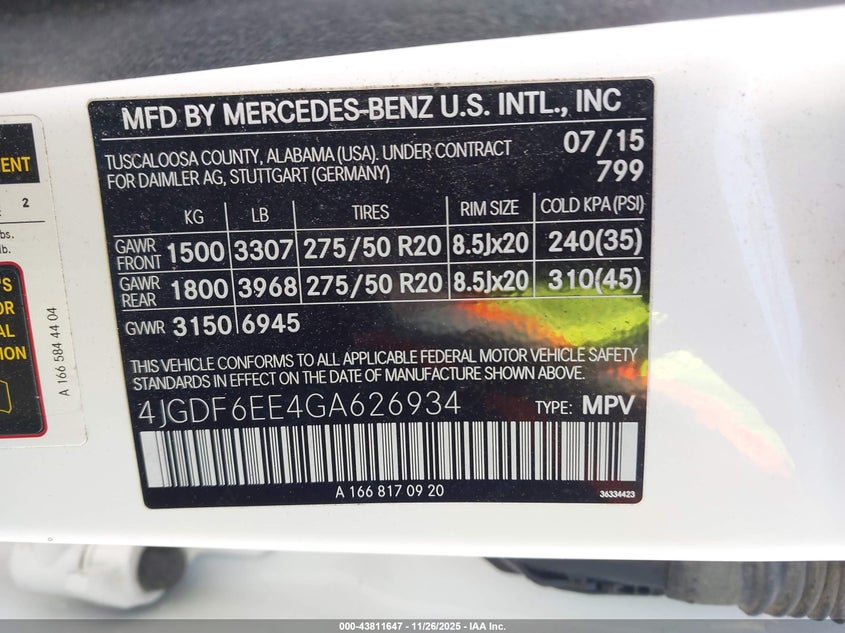 MFD BY MERCEDES-BENZ U.S. INTL., INC
TUSCALOOSA COUNTY, ALABAMA (USA). UNDER CONTRACT
FOR DAIMLER AG, STUTTGART (GERMANY)
07/15
799
KG LB TIRES RIM SIZE COLD KPA(PSI)
GAWR FRONT 1500 3307 275/50 R20 8.5Jx20 240(35)
GAWR REAR 1800 3968 275/50 R20 8.5Jx20 310(45)
GVWR 3150 6945
THIS VEHICLE CONFORMS TO ALL APPLICABLE FEDERAL MOTOR VEHICLE SAFETY
STANDARDS IN EFFECT ON THE DATE OF MANUFACTURE SHOWN ABOVE.
4JGDF6EE4GA626934 TYPE: MPV
A 166 817 09 20
36334423
2
lb.
A 166 584 44 04
000-43811647 - 11/26/2025 - IAA Inc.